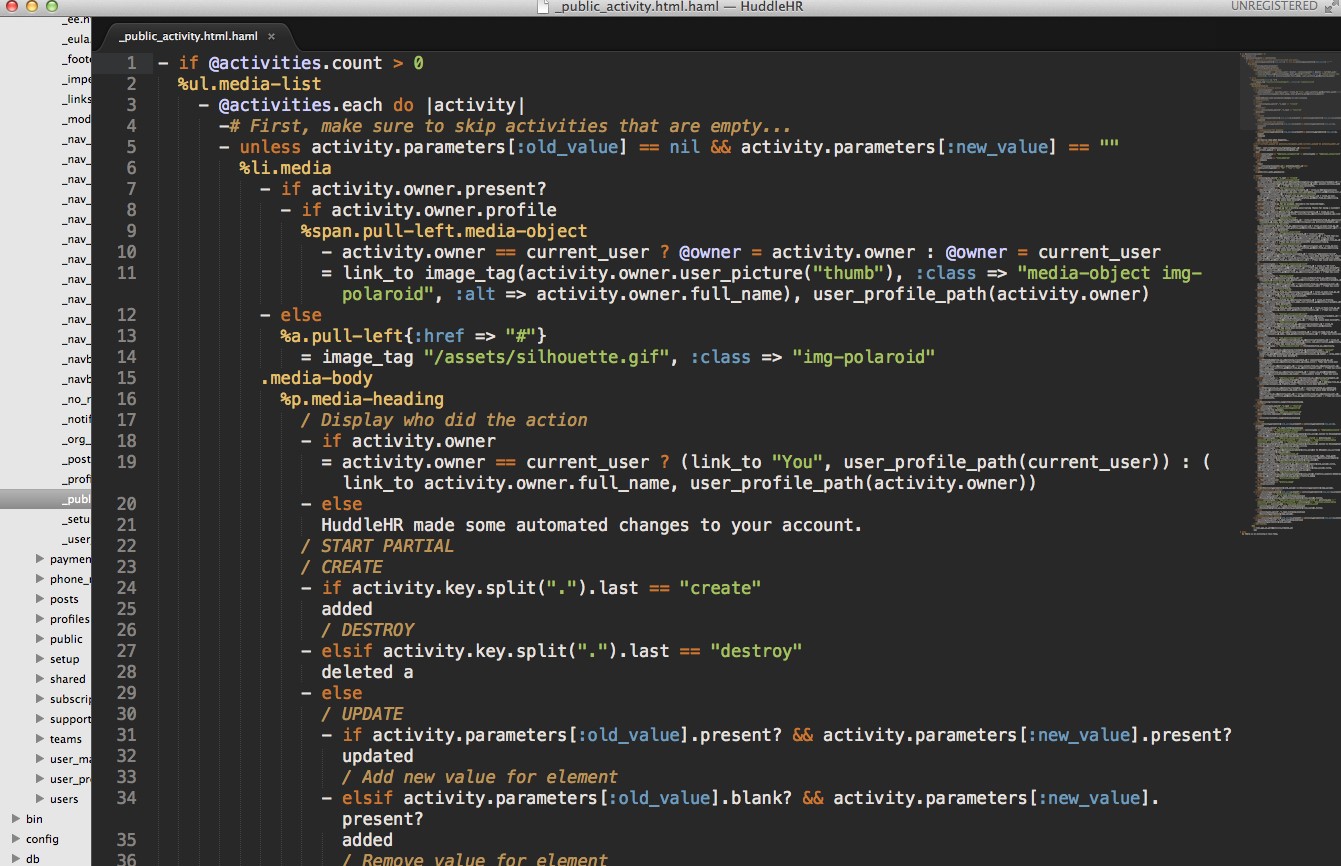 _public_activity.html.haml — HuddleHR
UNREGISTERED
_public_activity.html.haml ×
_ee.h
_eula
_foot
_impe
_links
_mod
_nav_
_nav_
_nav_
_nav_
_nav_
_nav_
_nav_
_nav_
_nav_
_nav_
_nav_
_navb
_navb
_no_r
_notif
_org_
_post
_profi
_publ
_setu
_user
paymen
phone_r
posts
profiles
public
setup
shared
subscrip
support
teams
user_ma
user_pro
users
bin
config
db
1 - if @activities.count > 0
2 %ul.media-list
3 - @activities.each do |activity|
4 -# First, make sure to skip activities that are empty...
5 - unless activity.parameters[:old_value] == nil && activity.parameters[:new_value] == ""
6 %li.media
7 - if activity.owner.present?
8 - if activity.owner.profile
9 %span.pull-left.media-object
10 - activity.owner == current_user ? @owner = activity.owner : @owner = current_user
11 = link_to image_tag(activity.owner.user_picture("thumb"), :class => "media-object img-
polaroid", :alt => activity.owner.full_name), user_profile_path(activity.owner)
12 - else
13 %a.pull-left{:href => "#"}
14 = image_tag "/assets/silhouette.gif", :class => "img-polaroid"
15 .media-body
16 %p.media-heading
17 / Display who did the action
18 - if activity.owner
19 = activity.owner == current_user ? (link_to "You", user_profile_path(current_user)) : (
link_to activity.owner.full_name, user_profile_path(activity.owner))
20 - else
21 HuddleHR made some automated changes to your account.
22 / START PARTIAL
23 / CREATE
24 - if activity.key.split(".").last == "create"
25 added
26 / DESTROY
27 - elsif activity.key.split(".").last == "destroy"
28 deleted a
29 - else
30 / UPDATE
31 - if activity.parameters[:old_value].present? && activity.parameters[:new_value].present?
32 updated
33 / Add new value for element
34 - elsif activity.parameters[:old_value].blank? && activity.parameters[:new_value].
present?
35 added
36 / Remove value for element